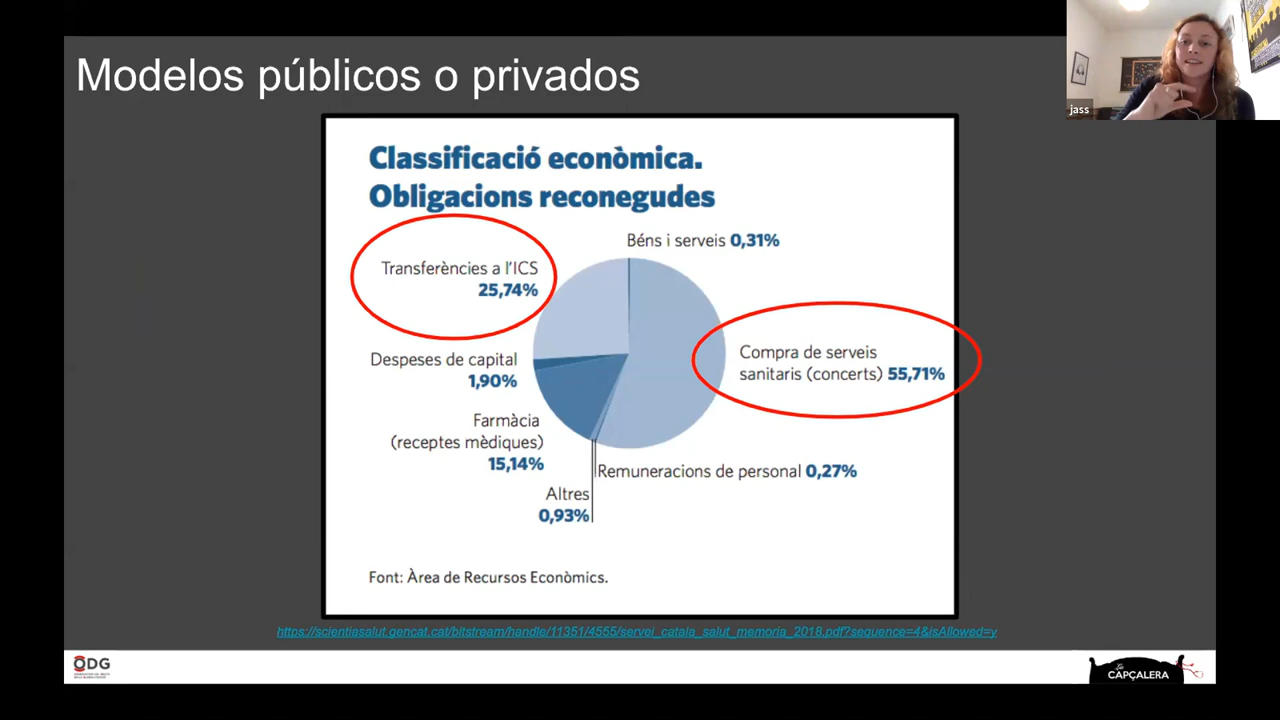 Modelos públicos o privados
jass
Classificació econòmica.
Obligacions reconegudes
Béns i serveis 0,31%
Transferències a l'ICS
25,74%
Compra de serveis
sanitaris (concerts) 55,71%
Despeses de capital
1,90%
Farmàcia
(receptes mèdiques)
15,14%
Remuneracions de personal 0,27%
Altres
0,93%
Font: Àrea de Recursos Econòmics.
https://scientiasalut.gencat.cat/bitstream/handle/11351/4555/servei_catala_salut_memoria_2018.pdf?sequence=4&isAllowed=y
ODG
La
CAPÇALERA